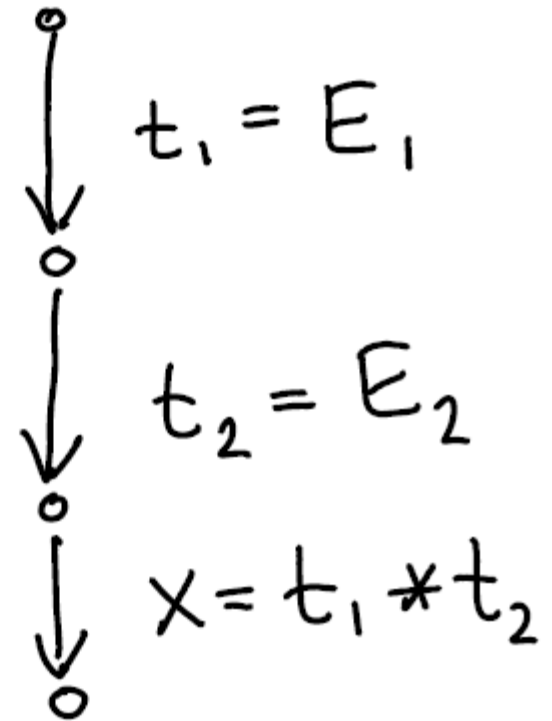 t₁ = E₁
t₂ = E₂
x = t₁ * t₂